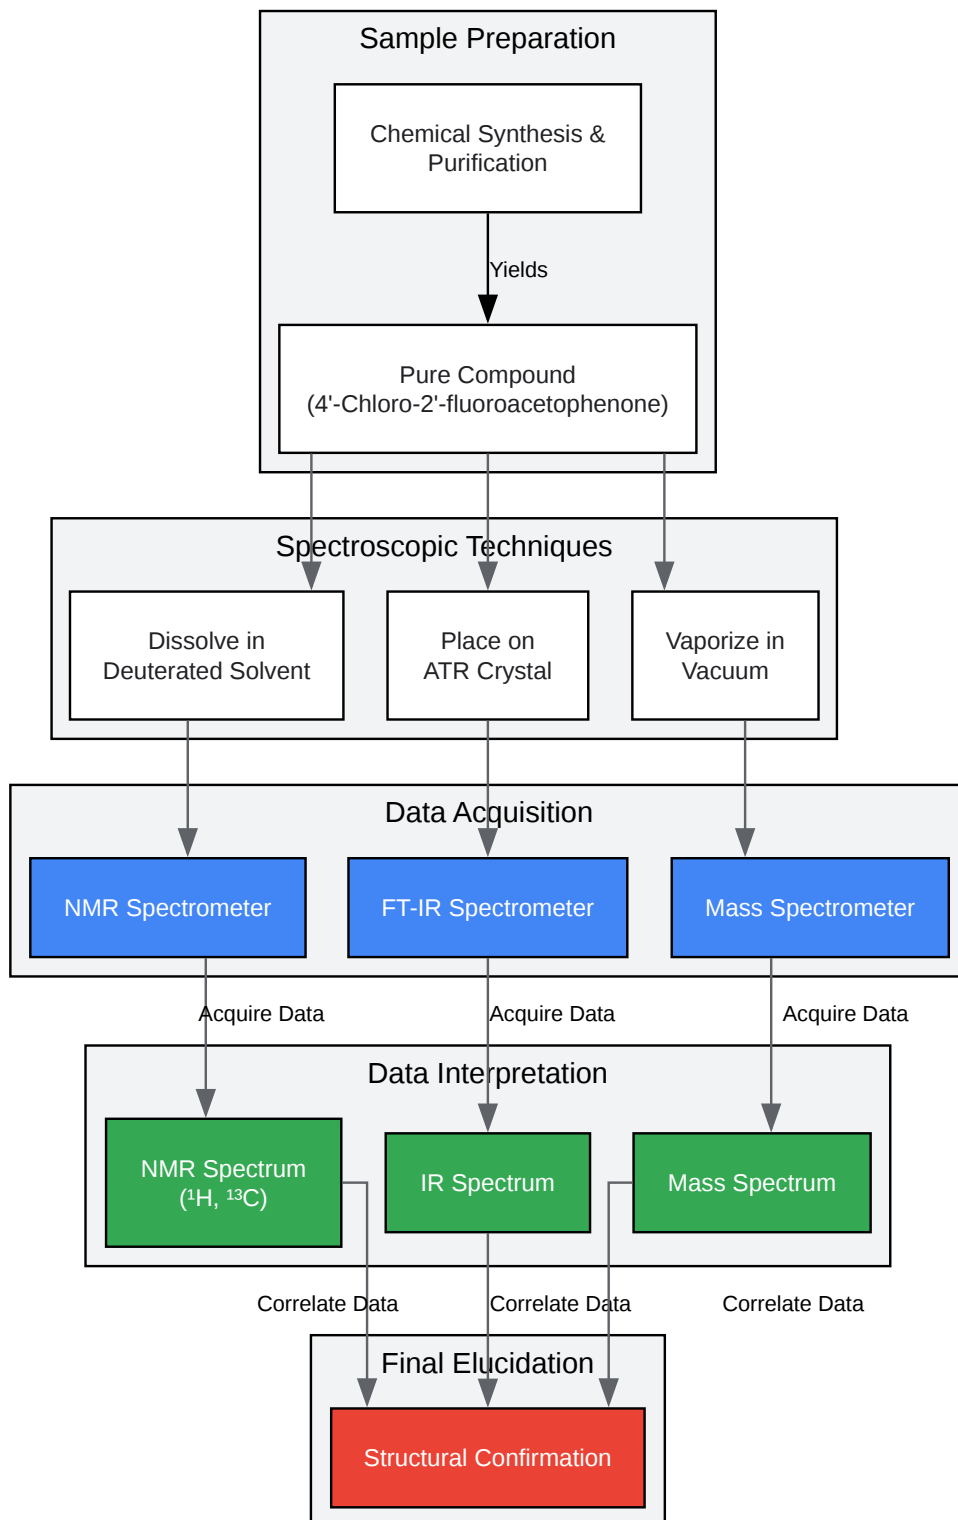 Sample Preparation
Chemical Synthesis &
Purification
Yields
Pure Compound
(4'-Chloro-2'-fluoroacetophenone)
Spectroscopic Techniques
Dissolve in
Deuterated Solvent
Place on
ATR Crystal
Vaporize in
Vacuum
Data Acquisition
NMR Spectrometer
FT-IR Spectrometer
Mass Spectrometer
Acquire Data
Acquire Data
Acquire Data
Data Interpretation
NMR Spectrum
(¹H, ¹³C)
IR Spectrum
Mass Spectrum
Correlate Data
Correlate Data
Correlate Data
Final Elucidation
Structural Confirmation